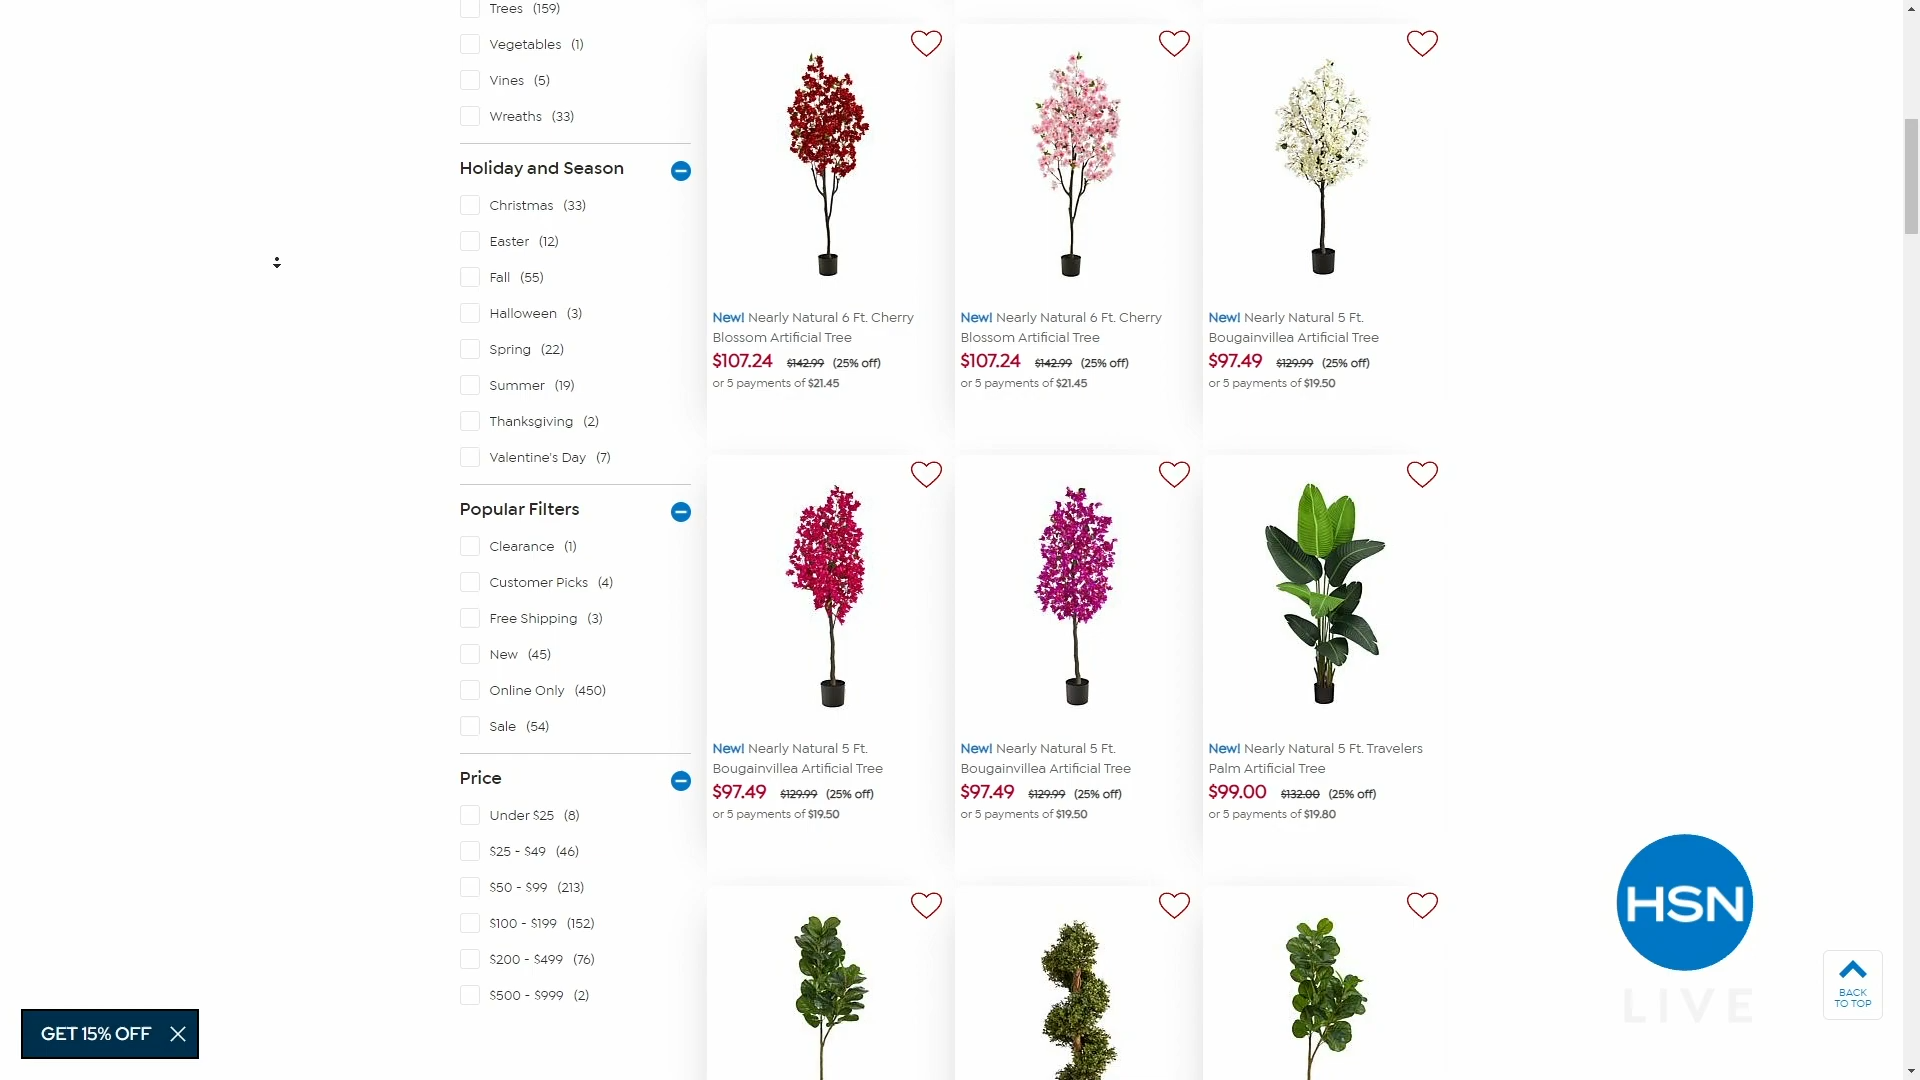 Trees (159)
Vegetables (1)
Vines (5)
Wreaths (33)
Holiday and Season
Christmas (33)
Easter (12)
Fall (55)
Halloween (3)
Spring (22)
Summer (19)
Thanksgiving (2)
Valentine's Day (7)
Popular Filters
Clearance (1)
Customer Picks (4)
Free Shipping (3)
New (45)
Online Only (450)
Sale (54)
Price
Under $25 (8)
$25 - $49 (46)
$50 - $99 (213)
$100 - $199 (152)
$200 - $499 (76)
$500 - $999 (2)
New! Nearly Natural 6 Ft. Cherry
Blossom Artificial Tree
$107.24 $142.99 (25% off)
or 5 payments of $21.45
New! Nearly Natural 6 Ft. Cherry
Blossom Artificial Tree
$107.24 $142.99 (25% off)
or 5 payments of $21.45
New! Nearly Natural 5 Ft.
Bougainvillea Artificial Tree
$97.49 $129.99 (25% off)
or 5 payments of $19.50
New! Nearly Natural 5 Ft.
Bougainvillea Artificial Tree
$97.49 $129.99 (25% off)
or 5 payments of $19.50
New! Nearly Natural 5 Ft.
Bougainvillea Artificial Tree
$97.49 $129.99 (25% off)
or 5 payments of $19.50
New! Nearly Natural 5 Ft. Travelers
Palm Artificial Tree
$99.00 $132.00 (25% off)
or 5 payments of $19.80
HSN
LIVE
BACK
TO TOP
GET 15% OFF